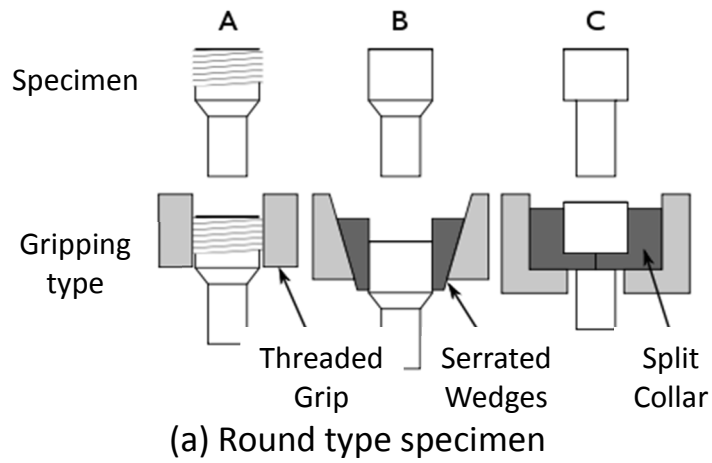 A B C
Specimen
Gripping
type
Threaded
Grip
Serrated
Wedges
Split
Collar
(a) Round type specimen